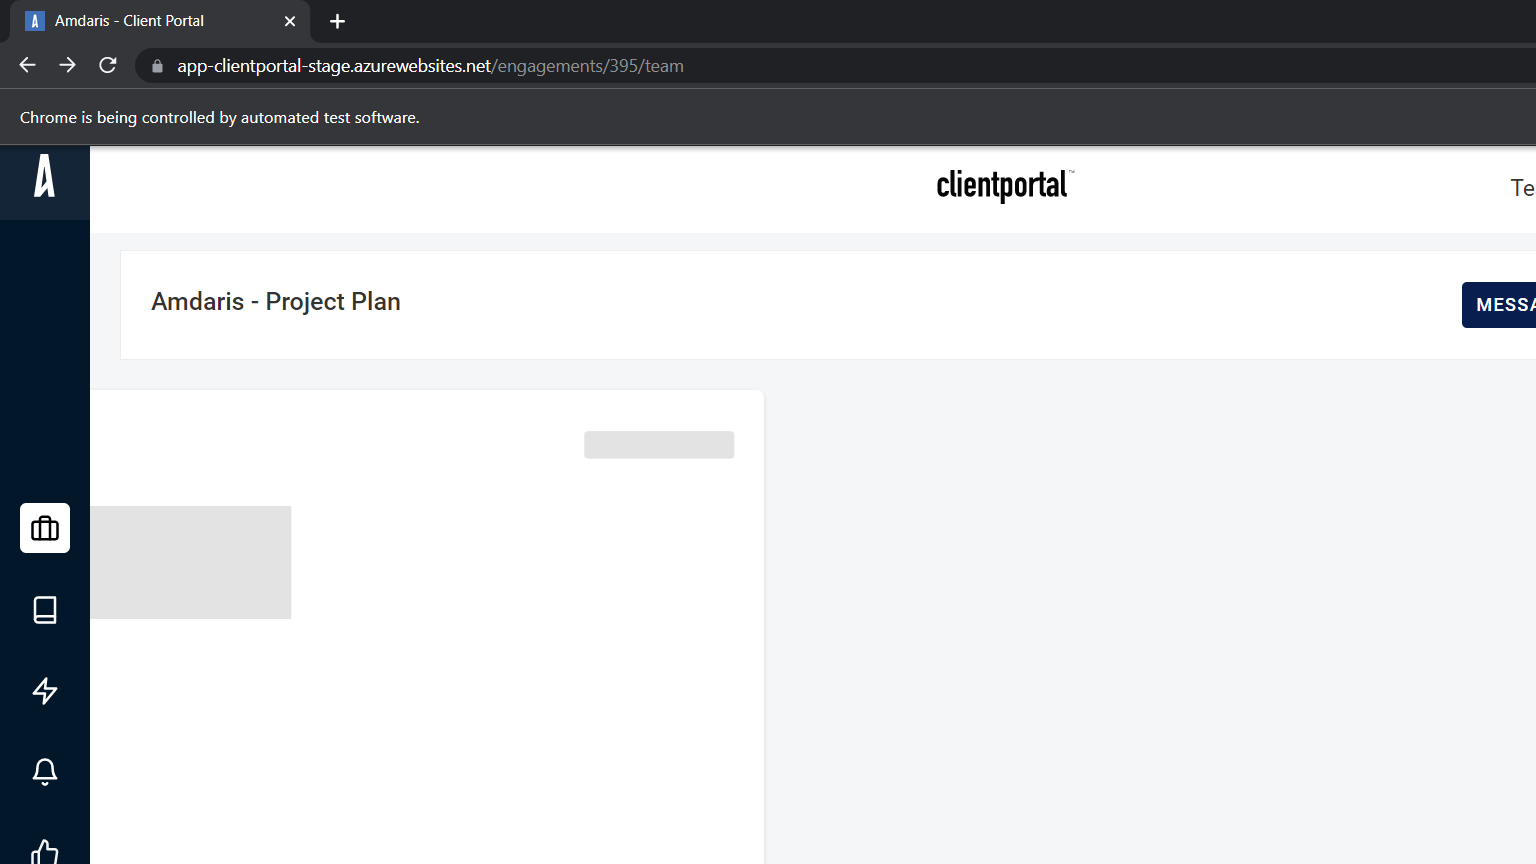 Amdaris - Client Portal
app-clientportal-stage.azurewebsites.net/engagements/395/team
Chrome is being controlled by automated test software.
clientportal™
Te
Amdaris - Project Plan
MESSA